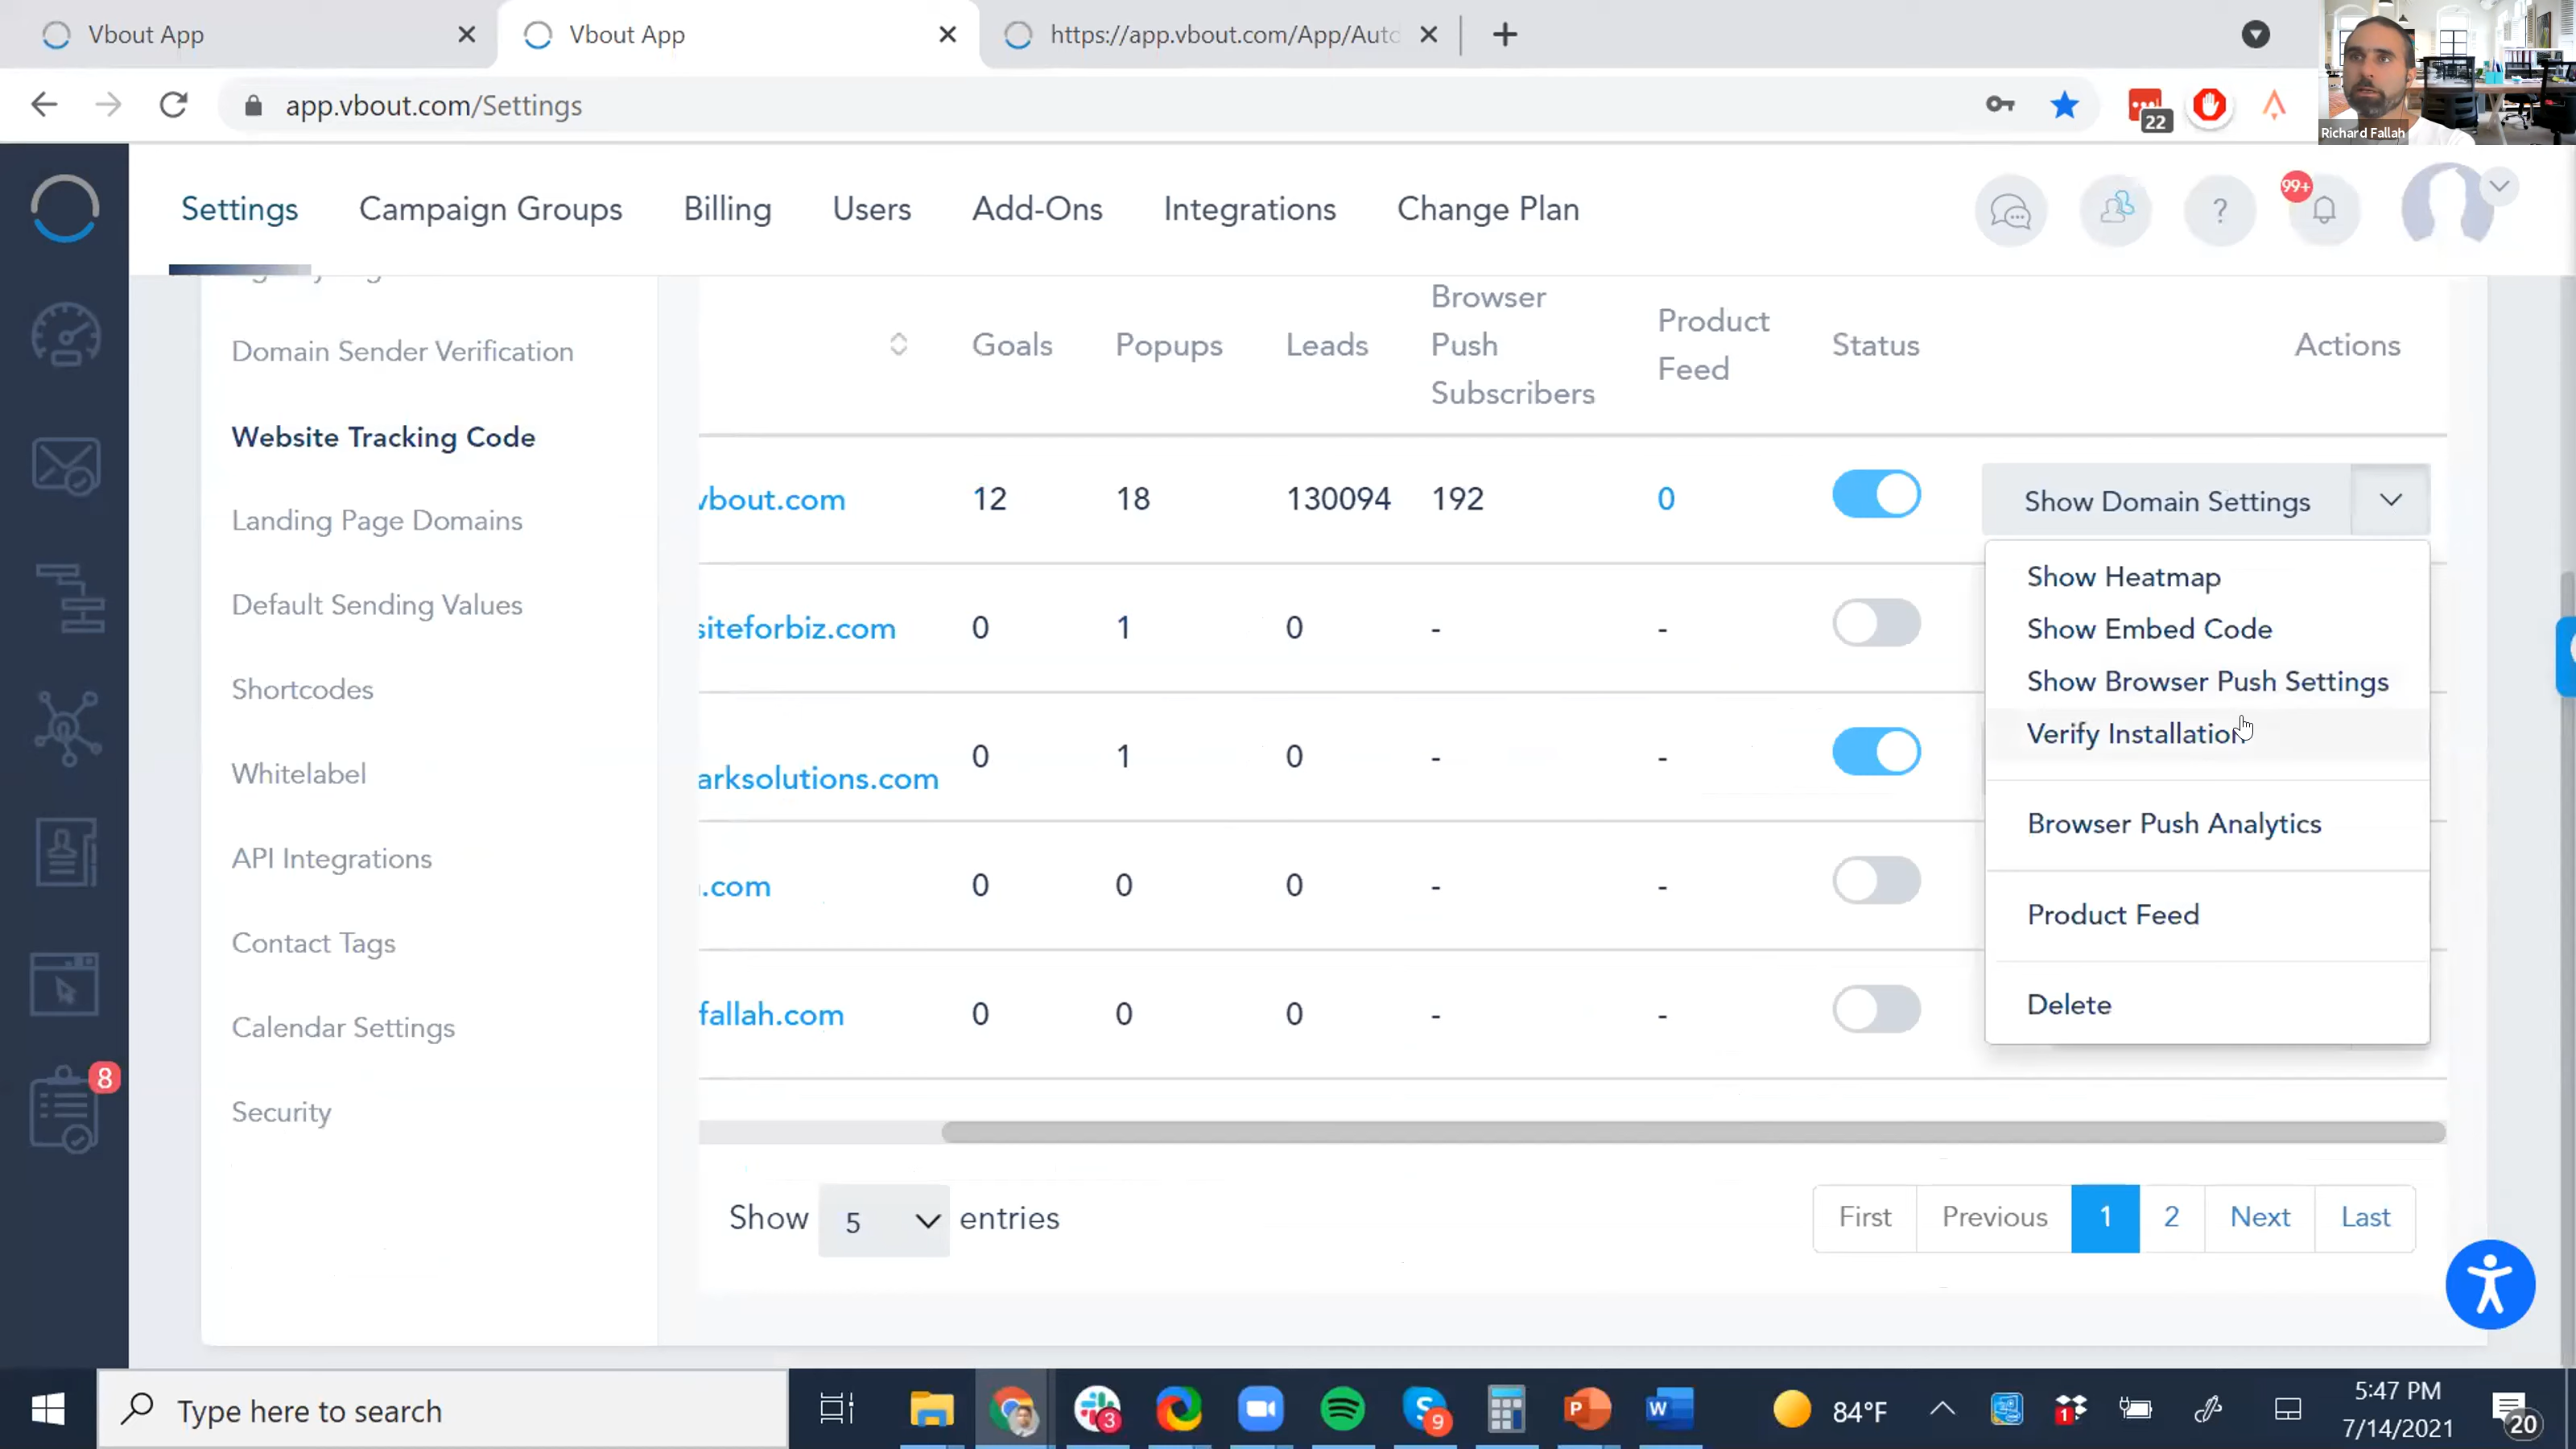 Vbout App
Vbout App
https://app.vbout.com/App/Auto
app.vbout.com/Settings
22
Richard Fallah
Settings
Campaign Groups
Billing
Users
Add-Ons
Integrations
Change Plan
?
99+
Domain Sender Verification
Website Tracking Code
Landing Page Domains
Default Sending Values
Shortcodes
Whitelabel
API Integrations
Contact Tags
Calendar Settings
Security
8
Goals
Popups
Leads
Browser
Push
Subscribers
Product
Feed
Status
Actions
vbout.com 12 18 130094 192 0
Show Domain Settings
siteforbiz.com 0 1 0 - -
arksolutions.com 0 1 0 - -
.com 0 0 0 - -
fallah.com 0 0 0 - -
Show Heatmap
Show Embed Code
Show Browser Push Settings
Verify Installation
Browser Push Analytics
Product Feed
Delete
Show 5 entries
First
Previous
1
2
Next
Last
Type here to search
3
9
P
W
84°F
1
5:47 PM
7/14/2021
20